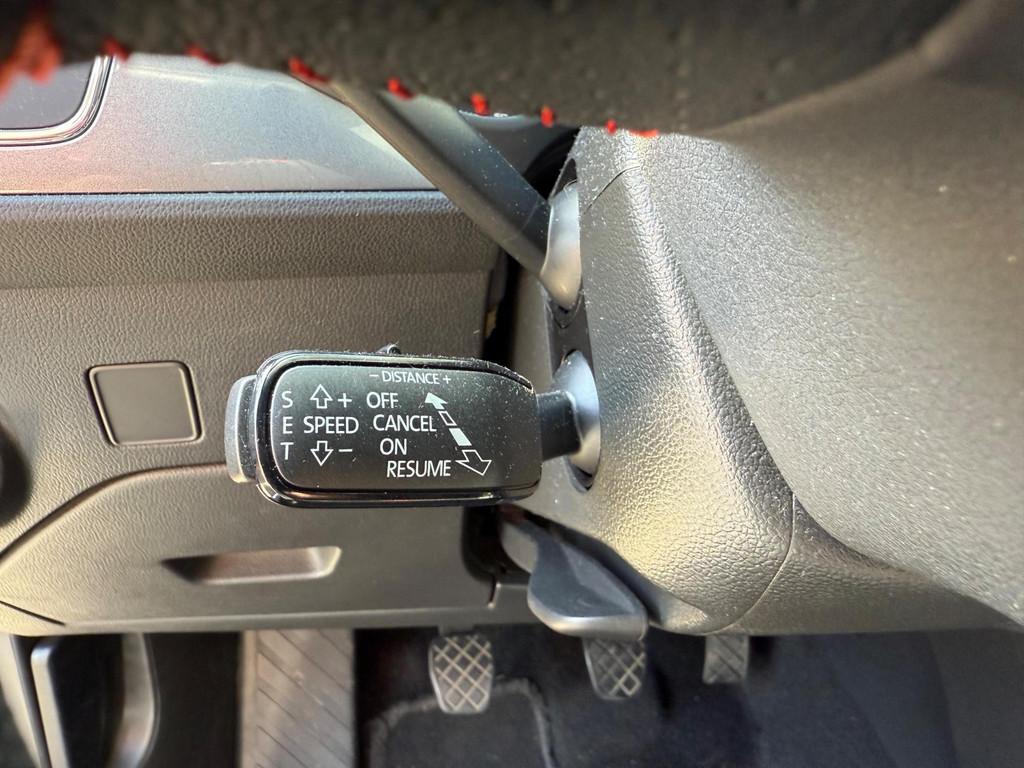 – DISTANCE +
S + OFF
E SPEED CANCEL
T – ON
RESUME